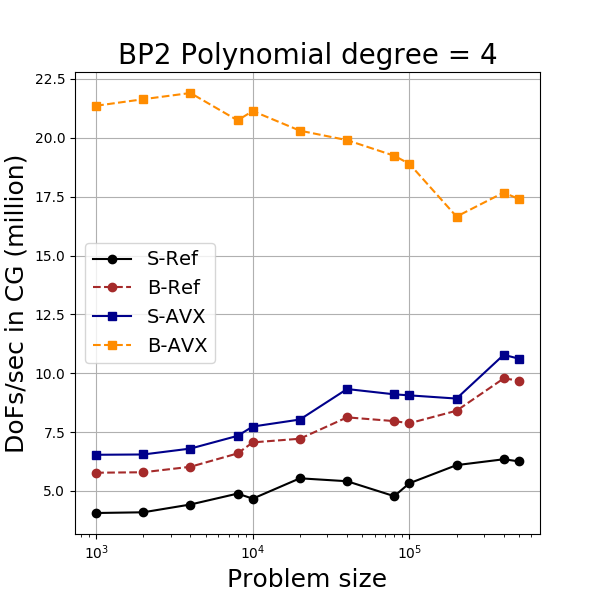 BP2 Polynomial degree = 4
DoFs/sec in CG (million)
22.5
20.0
17.5
15.0
12.5
10.0
7.5
5.0
S-Ref
B-Ref
S-AVX
B-AVX
10³ 10⁴ 10⁵
Problem size